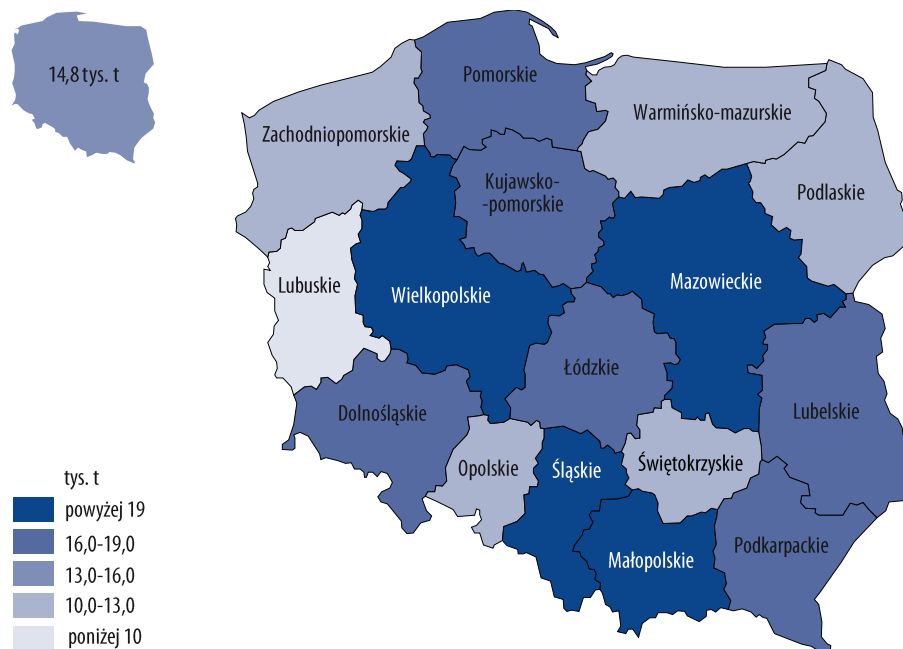 14,8 tys. t
Pomorskie
Warmińsko-mazurskie
Zachodniopomorskie
Kujawsko-
-pomorskie
Podlaskie
Lubuskie
Wielkopolskie
Mazowieckie
Łódzkie
Dolnośląskie
Lubelskie
Opolskie
Śląskie
Świętokrzyskie
Małopolskie
Podkarpackie
tys. t
powyżej 19
16,0-19,0
13,0-16,0
10,0-13,0
poniżej 10